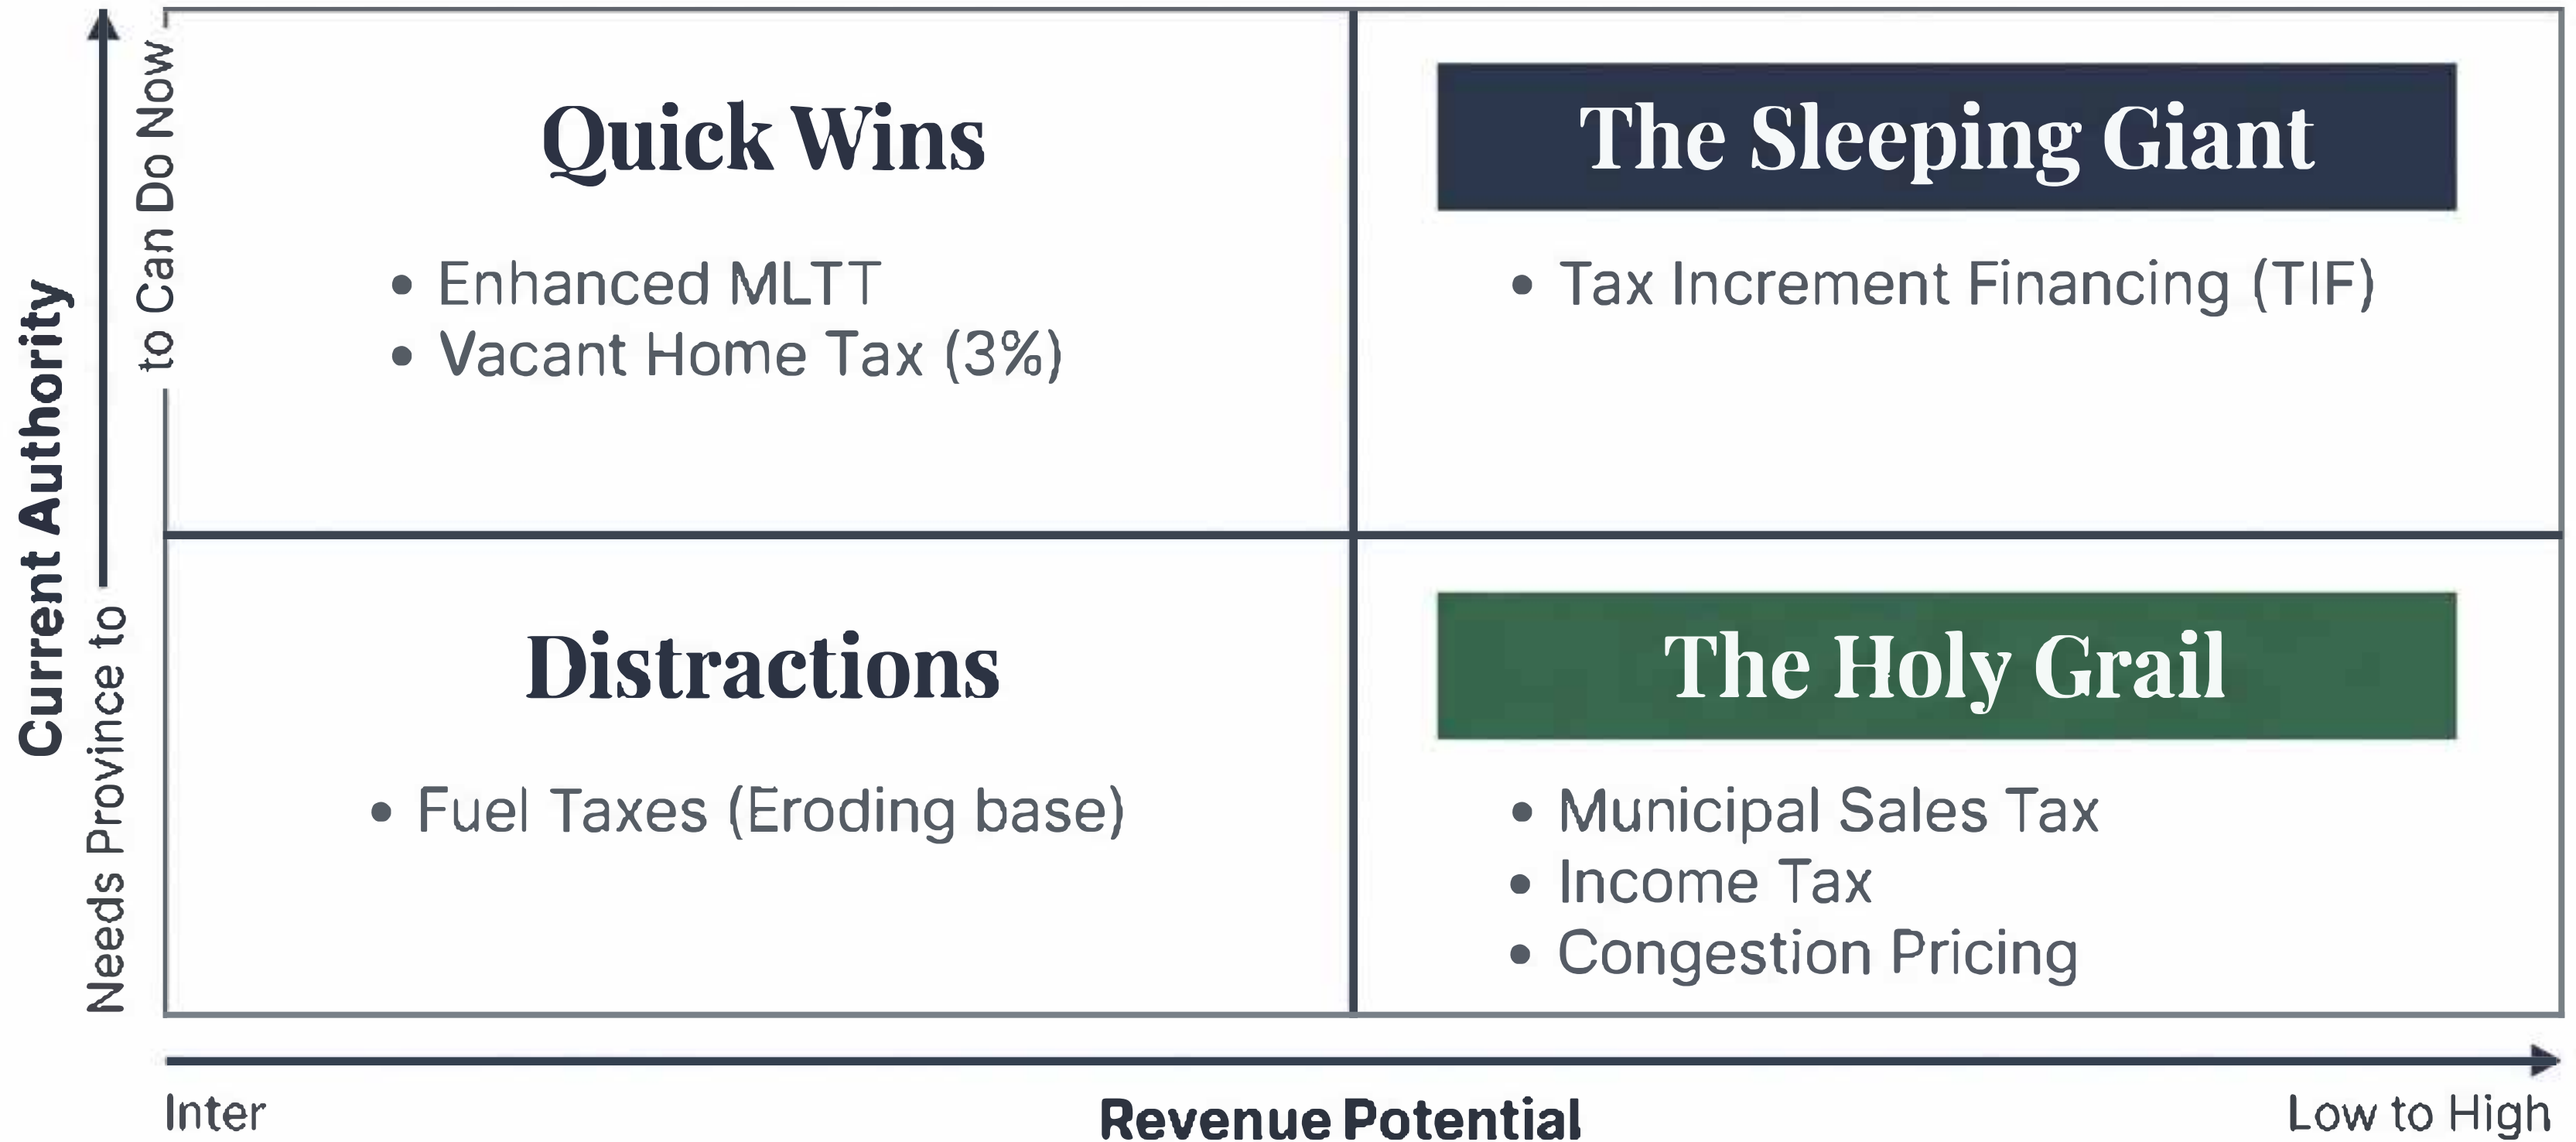 Current Authority
Needs Province to
to Can Do Now
Quick Wins
• Enhanced MLTT
• Vacant Home Tax (3%)
The Sleeping Giant
• Tax Increment Financing (TIF)
Distractions
• Fuel Taxes (Eroding base)
The Holy Grail
• Municipal Sales Tax
• Income Tax
• Congestion Pricing
Inter
Revenue Potential
Low to High